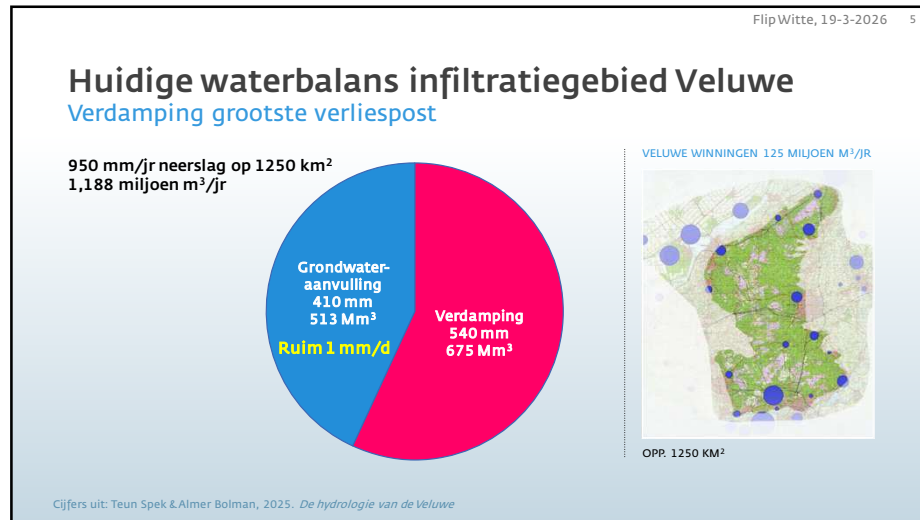 Flip Witte, 19-3-2026 5
Huidige waterbalans infiltratiegebied Veluwe
Verdamping grootste verliespost
950 mm/jr neerslag op 1250 km²
1,188 miljoen m³/jr
Grondwater-
aanvulling
410 mm
513 Mm³
Ruim 1 mm/d
Verdamping
540 mm
675 Mm³
VELUWE WINNINGEN 125 MILJOEN M³/JR
OPP. 1250 KM²
Cijfers uit: Teun Spek & Almer Bolman, 2025. De hydrologie van de Veluwe